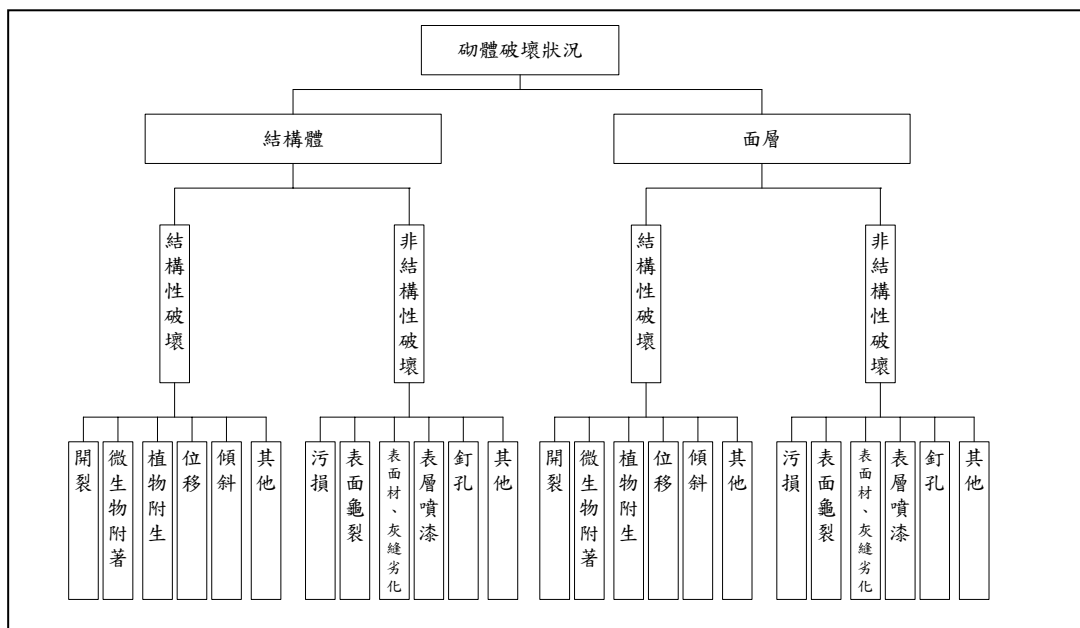 砌體破壞狀況
結構體
面層
結構性破壞
非結構性破壞
結構性破壞
非結構性破壞
開裂
微生物附著
植物附生
位移
傾斜
其他
污損
表面龜裂
表面材、灰縫劣化
表層噴漆
釘孔
其他
開裂
微生物附著
植物附生
位移
傾斜
其他
污損
表面龜裂
表面材、灰縫劣化
表層噴漆
釘孔
其他